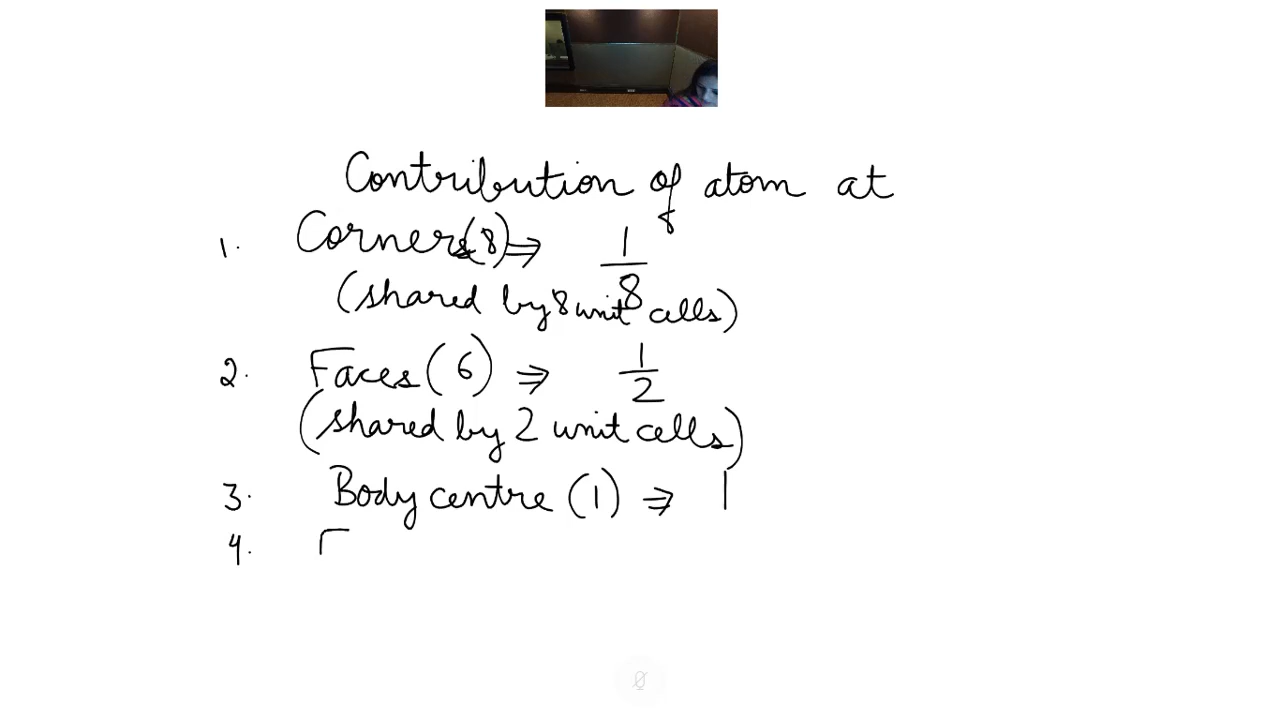 Contribution of atom at
1. Corners(8) ⇒ 1/8
(shared by 8 unit cells)
2. Faces (6) ⇒ 1/2
(shared by 2 unit cells)
3. Body centre (1) ⇒ 1
4.